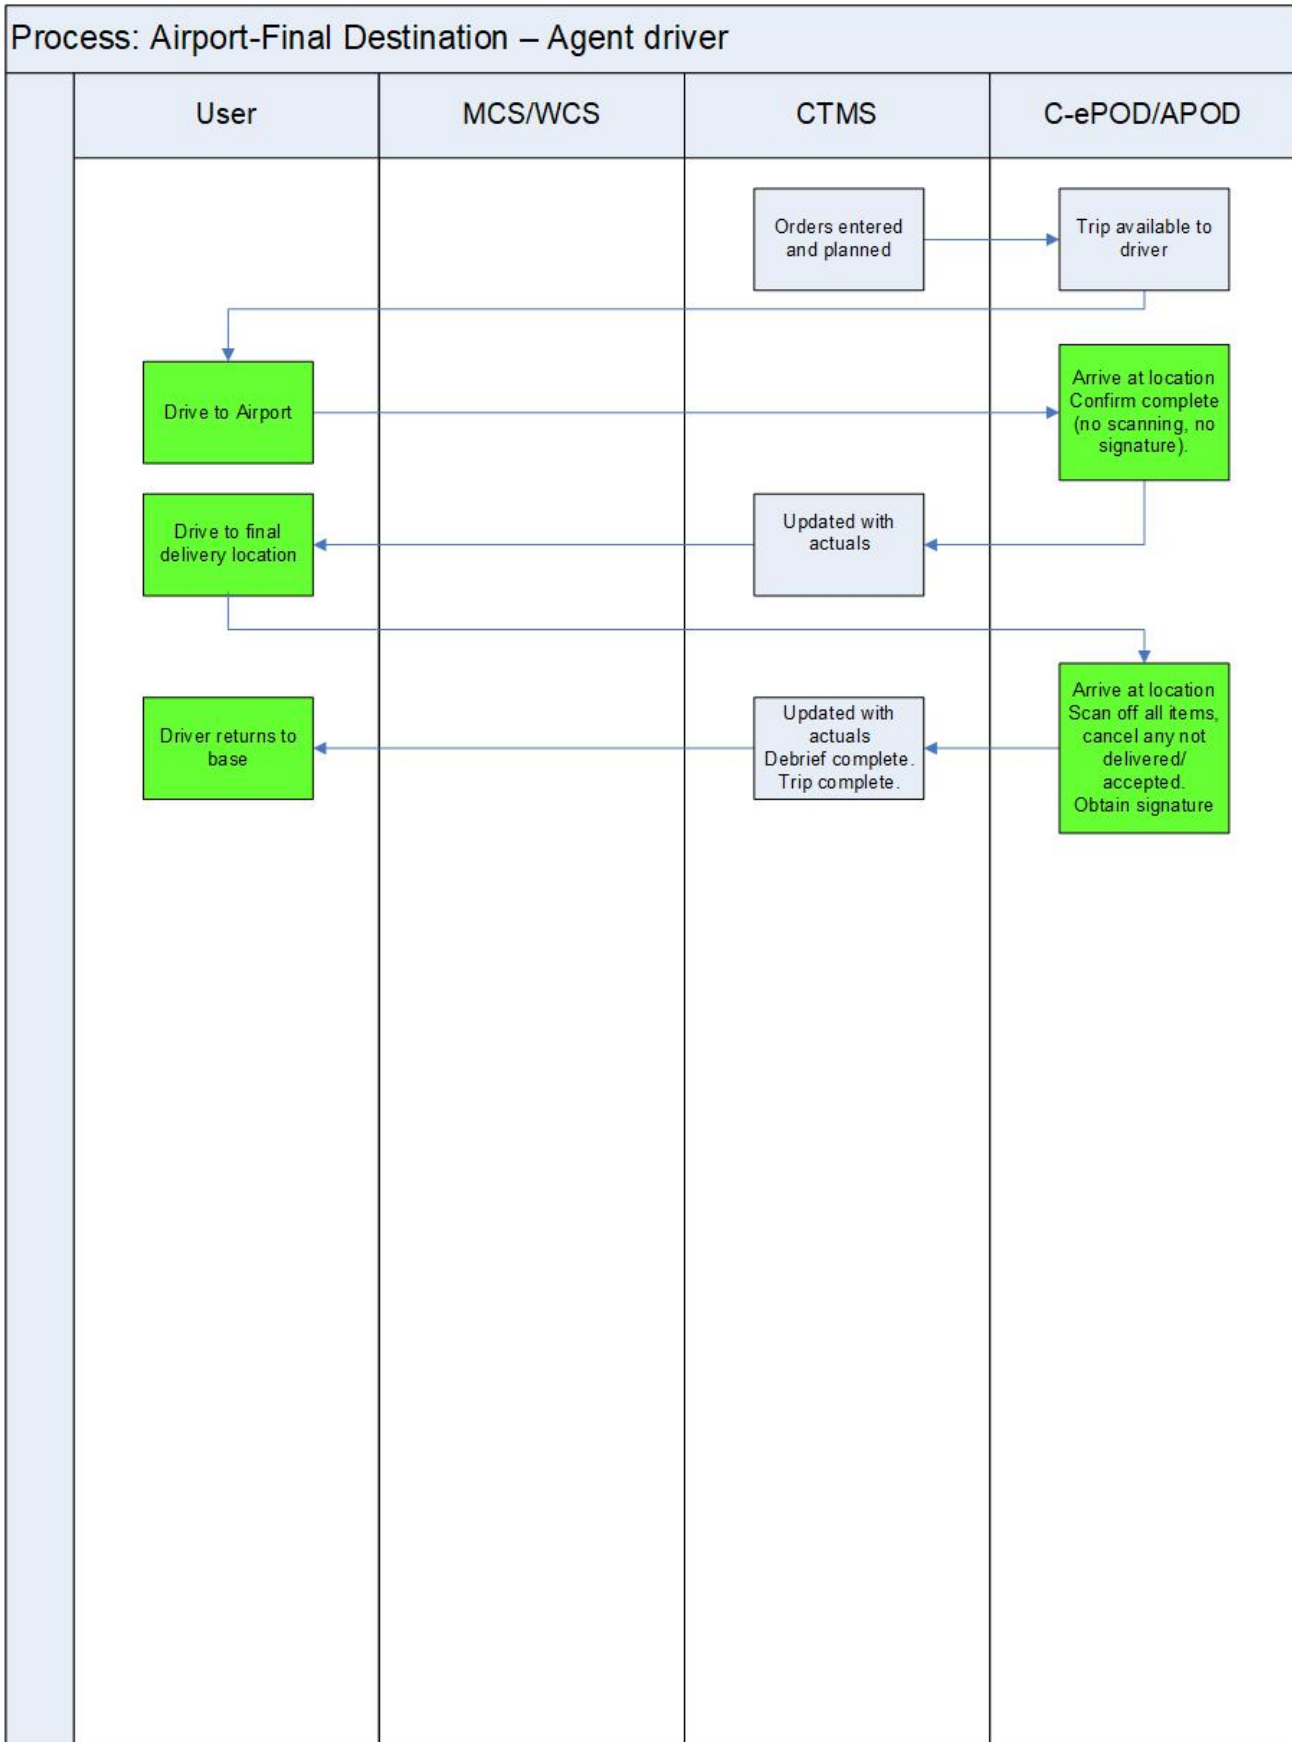 Process: Airport-Final Destination – Agent driver
User
MCS/WCS
CTMS
C-ePOD/APOD
Orders entered
and planned
Trip available to
driver
Drive to Airport
Arrive at location
Confirm complete
(no scanning, no
signature).
Drive to final
delivery location
Updated with
actuals
Driver returns to
base
Updated with
actuals
Debrief complete.
Trip complete.
Arrive at location
Scan off all items,
cancel any not
delivered/
accepted.
Obtain signature